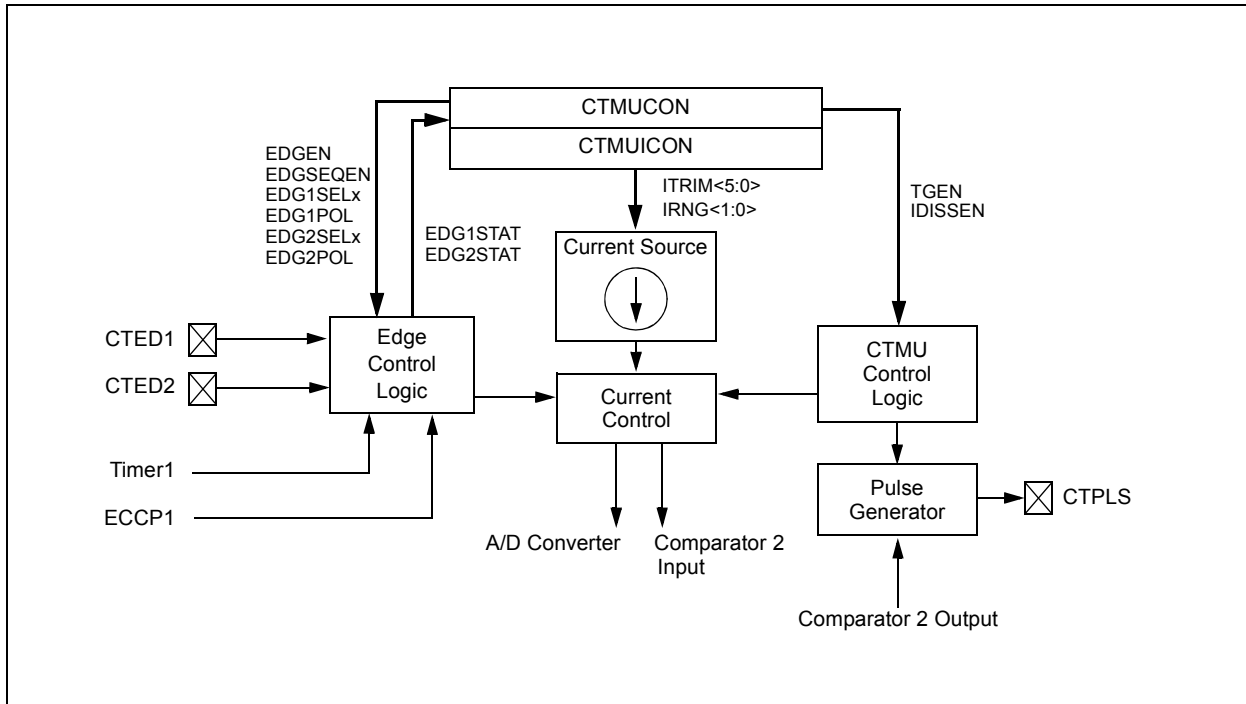 CTMUCON
CTMUICON
EDGEN
EDGSEQEN
EDG1SELx
EDG1POL
EDG2SELx
EDG2POL
EDG1STAT
EDG2STAT
ITRIM<5:0>
IRNG<1:0>
TGEN
IDISSEN
Current Source
CTED1
CTED2
Edge
Control
Logic
Current
Control
CTMU
Control
Logic
Timer1
ECCP1
Pulse
Generator
CTPLS
A/D Converter
Comparator 2
Input
Comparator 2 Output